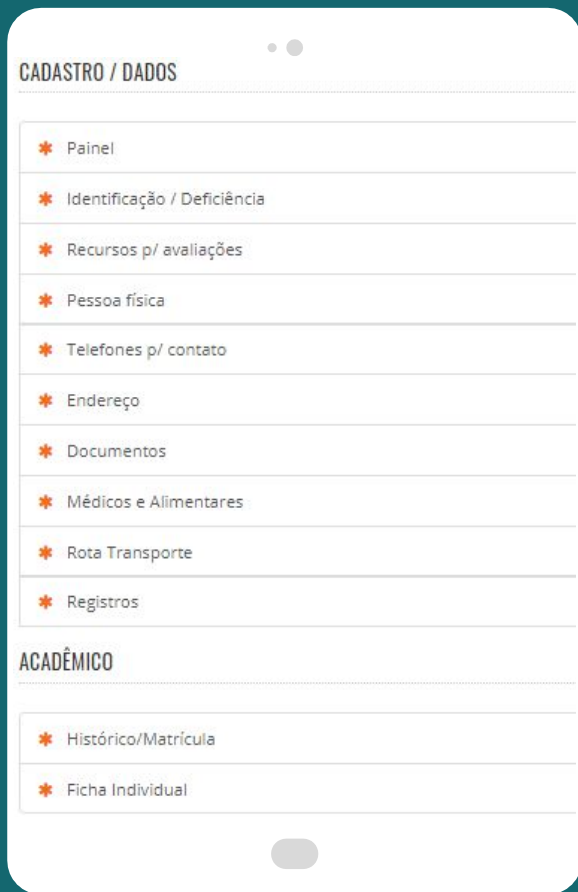 CADASTRO / DADOS
Painel
Identificação / Deficiência
Recursos p/ avaliações
Pessoa física
Telefones p/ contato
Endereço
Documentos
Médicos e Alimentares
Rota Transporte
Registros
ACADÊMICO
Histórico/Matrícula
Ficha Individual